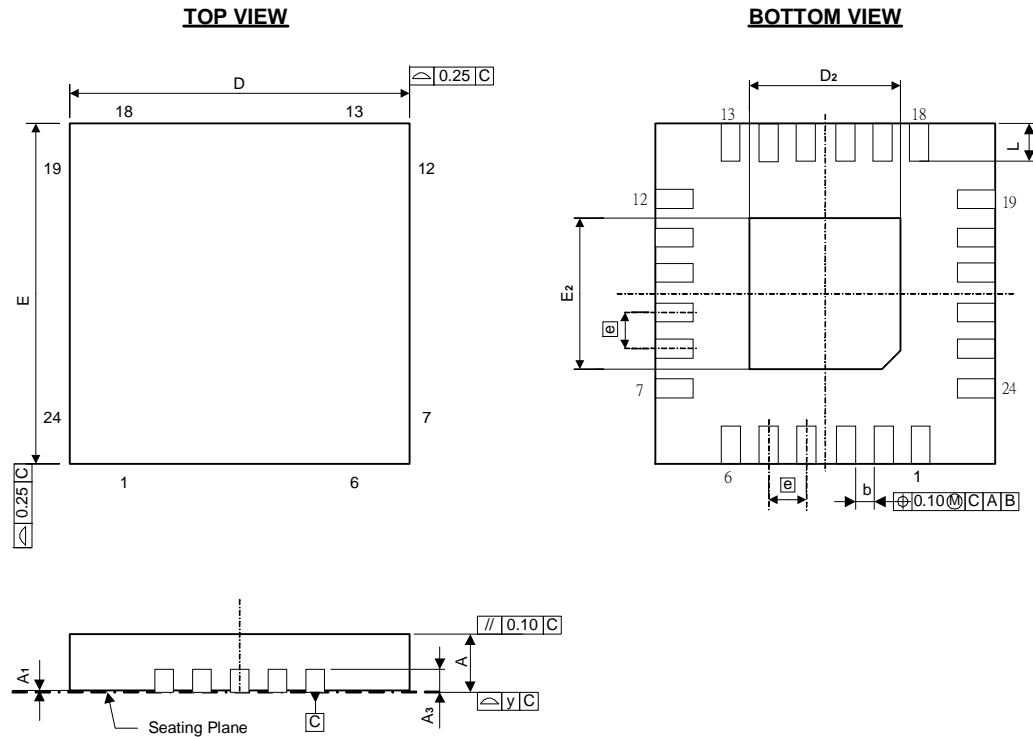 TOP VIEW
D
⌓ 0.25 C
18
13
19
12
E
24
7
1
6
⌓ 0.25 C
BOTTOM VIEW
D2
13
18
L
12
19
E2
e
7
24
6
1
e
b
⌖ 0.10 Ⓜ C A B
// 0.10 C
A1
A
A3
⌓ y C
C
Seating Plane